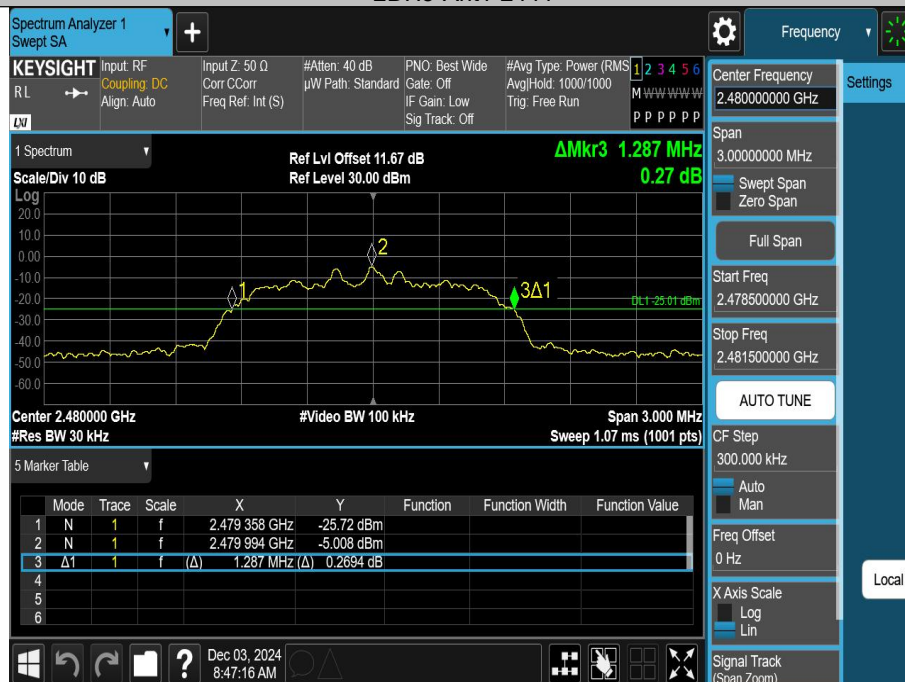 Spectrum Analyzer 1
Swept SA
+
Frequency
KEYSIGHT
RL
LXI
Input: RF
Coupling: DC
Align: Auto
Input Z: 50 Ω
Corr CCorr
Freq Ref: Int (S)
#Atten: 40 dB
µW Path: Standard
PNO: Best Wide
Gate: Off
IF Gain: Low
Sig Track: Off
#Avg Type: Power (RMS
Avg|Hold: 1000/1000
Trig: Free Run
1 2 3 4 5 6
M W W W W W
P P P P P P
Center Frequency
2.480000000 GHz
Settings
Span
3.00000000 MHz
Swept Span
Zero Span
Full Span
Start Freq
2.478500000 GHz
Stop Freq
2.481500000 GHz
AUTO TUNE
CF Step
300.000 kHz
Auto
Man
Freq Offset
0 Hz
X Axis Scale
Log
Lin
Signal Track
(Span Zoom)
Local
1 Spectrum
Scale/Div 10 dB
Ref Lvl Offset 11.67 dB
Ref Level 30.00 dBm
ΔMkr3 1.287 MHz
0.27 dB
Log
20.0
10.0
0.00
-10.0
-20.0
-30.0
-40.0
-50.0
-60.0
1
2
3Δ1
DL1 -25.01 dBm
Center 2.480000 GHz
#Video BW 100 kHz
Span 3.000 MHz
#Res BW 30 kHz
Sweep 1.07 ms (1001 pts)
5 Marker Table
Mode Trace Scale X Y Function Function Width Function Value
1 N 1 f 2.479 358 GHz -25.72 dBm
2 N 1 f 2.479 994 GHz -5.008 dBm
3 Δ1 1 f (Δ) 1.287 MHz (Δ) 0.2694 dB
4
5
6
?
Dec 03, 2024
8:47:16 AM